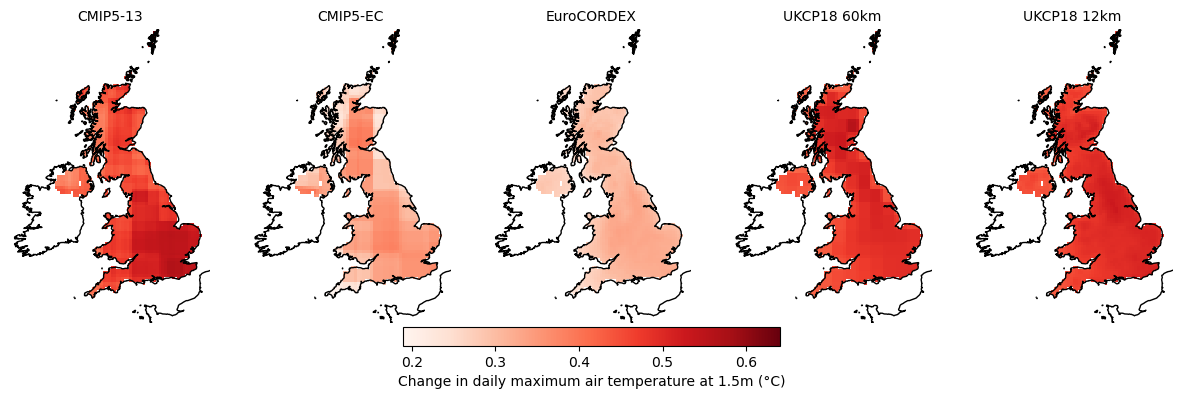 CMIP5-13
CMIP5-EC
EuroCORDEX
UKCP18 60km
UKCP18 12km
0.2
0.3
0.4
0.5
0.6
Change in daily maximum air temperature at 1.5m (°C)